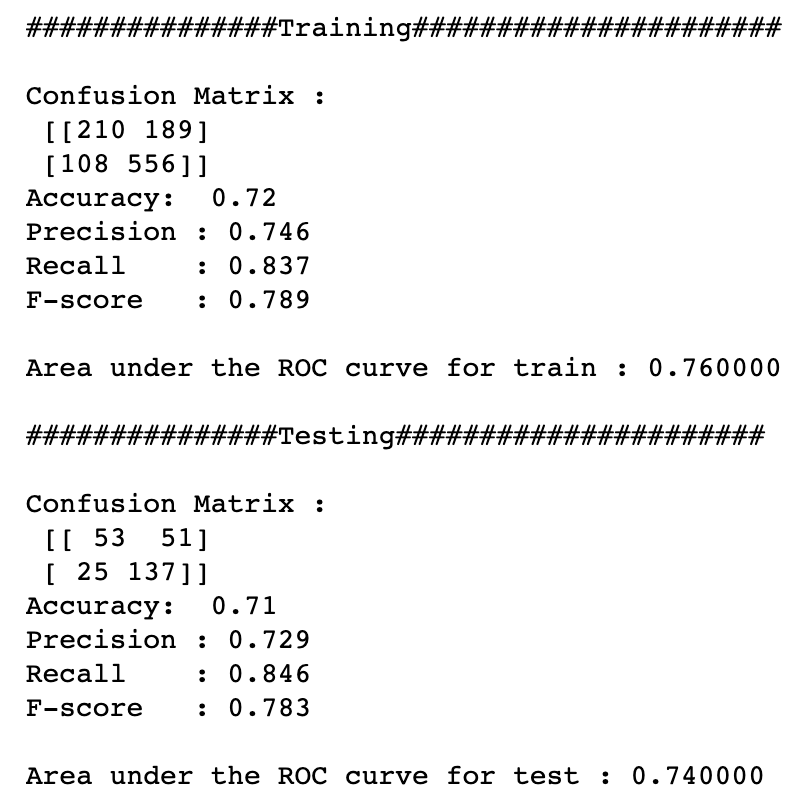 ###############Training######################
Confusion Matrix :
[[210 189]
[108 556]]
Accuracy:  0.72
Precision : 0.746
Recall    : 0.837
F-score   : 0.789
Area under the ROC curve for train : 0.760000
###############Testing######################
Confusion Matrix :
[[ 53  51]
[ 25 137]]
Accuracy:  0.71
Precision : 0.729
Recall    : 0.846
F-score   : 0.783
Area under the ROC curve for test : 0.740000